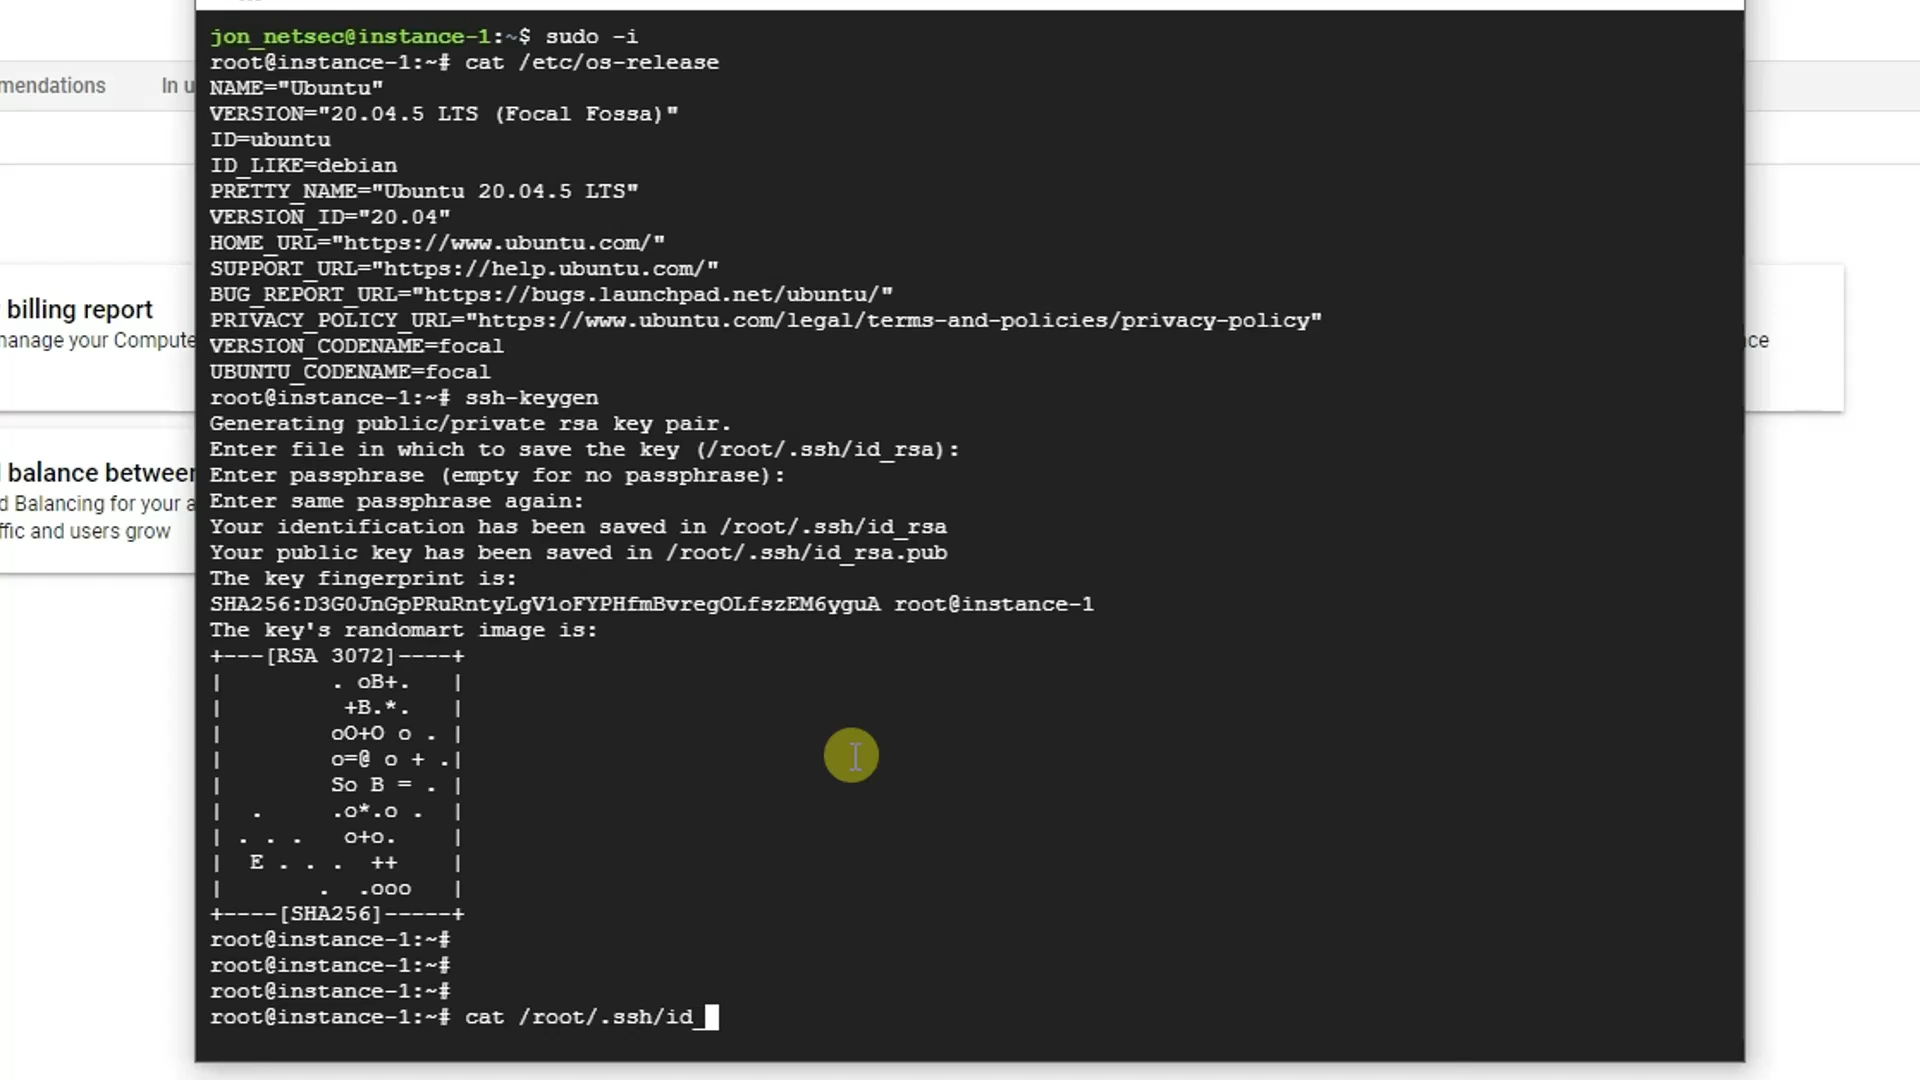 mendations
In u
billing report
manage your Compute
balance between
d Balancing for your a
ffic and users grow
jon_netsec@instance-1:~$ sudo -i
root@instance-1:~# cat /etc/os-release
NAME="Ubuntu"
VERSION="20.04.5 LTS (Focal Fossa)"
ID=ubuntu
ID_LIKE=debian
PRETTY_NAME="Ubuntu 20.04.5 LTS"
VERSION_ID="20.04"
HOME_URL="https://www.ubuntu.com/"
SUPPORT_URL="https://help.ubuntu.com/"
BUG_REPORT_URL="https://bugs.launchpad.net/ubuntu/"
PRIVACY_POLICY_URL="https://www.ubuntu.com/legal/terms-and-policies/privacy-policy"
VERSION_CODENAME=focal
UBUNTU_CODENAME=focal
root@instance-1:~# ssh-keygen
Generating public/private rsa key pair.
Enter file in which to save the key (/root/.ssh/id_rsa):
Enter passphrase (empty for no passphrase):
Enter same passphrase again:
Your identification has been saved in /root/.ssh/id_rsa
Your public key has been saved in /root/.ssh/id_rsa.pub
The key fingerprint is:
SHA256:D3G0JnGpPRuRntyLgV1oFYPHfmBvregOLfszEM6yguA root@instance-1
The key's randomart image is:
+---[RSA 3072]----+
|        . oB+.   |
|         +B.*.   |
|        oO+O o . |
|        o=@ o + .|
|        So B = . |
|  .     .o*.o .  |
| . . .   o+o.    |
|  E . . .  ++    |
|       .  .ooo   |
+----[SHA256]-----+
root@instance-1:~#
root@instance-1:~#
root@instance-1:~#
root@instance-1:~# cat /root/.ssh/id_
ice